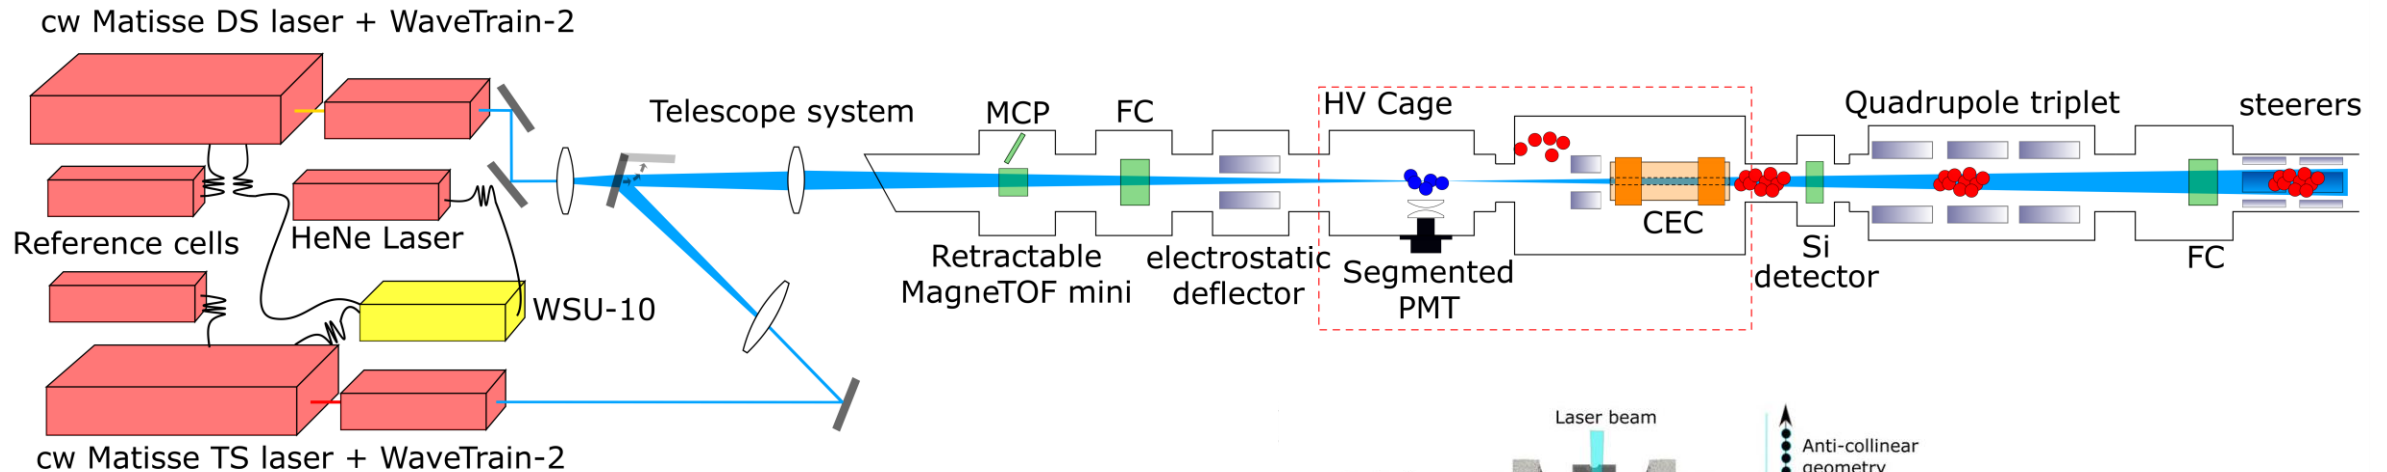 cw Matisse DS laser + WaveTrain-2
Telescope system
MCP
FC
HV Cage
Quadrupole triplet
steerers
Reference cells
HeNe Laser
WSU-10
Retractable
MagneTOF mini
electrostatic
deflector
Segmented
PMT
CEC
Si
detector
FC
cw Matisse TS laser + WaveTrain-2
Laser beam
Anti-collinear
geometry